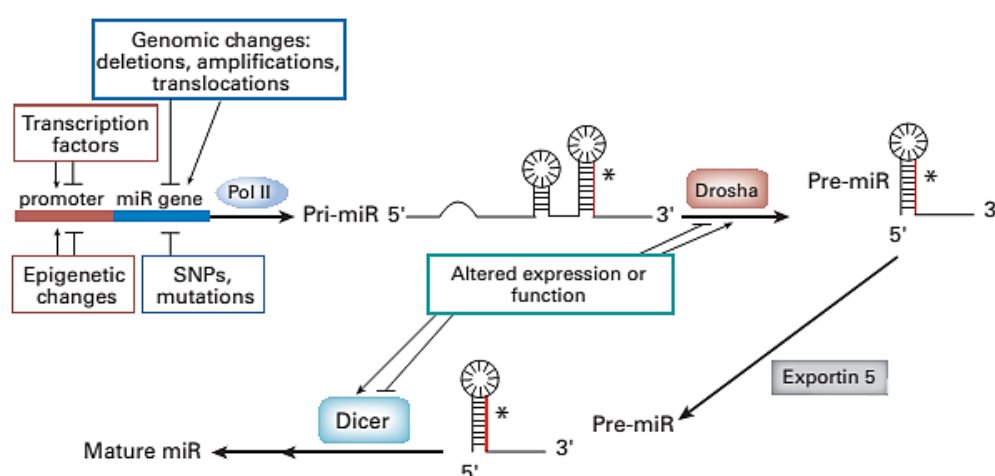 Genomic changes:
deletions, amplifications,
translocations
Transcription
factors
promoter miR gene
Pol II
Pri-miR 5'
*
3'
Drosha
Pre-miR
*
3
5'
Epigenetic
changes
SNPs,
mutations
Altered expression or
function
Exportin 5
Dicer
*
Pre-miR
3'
Mature miR
5'